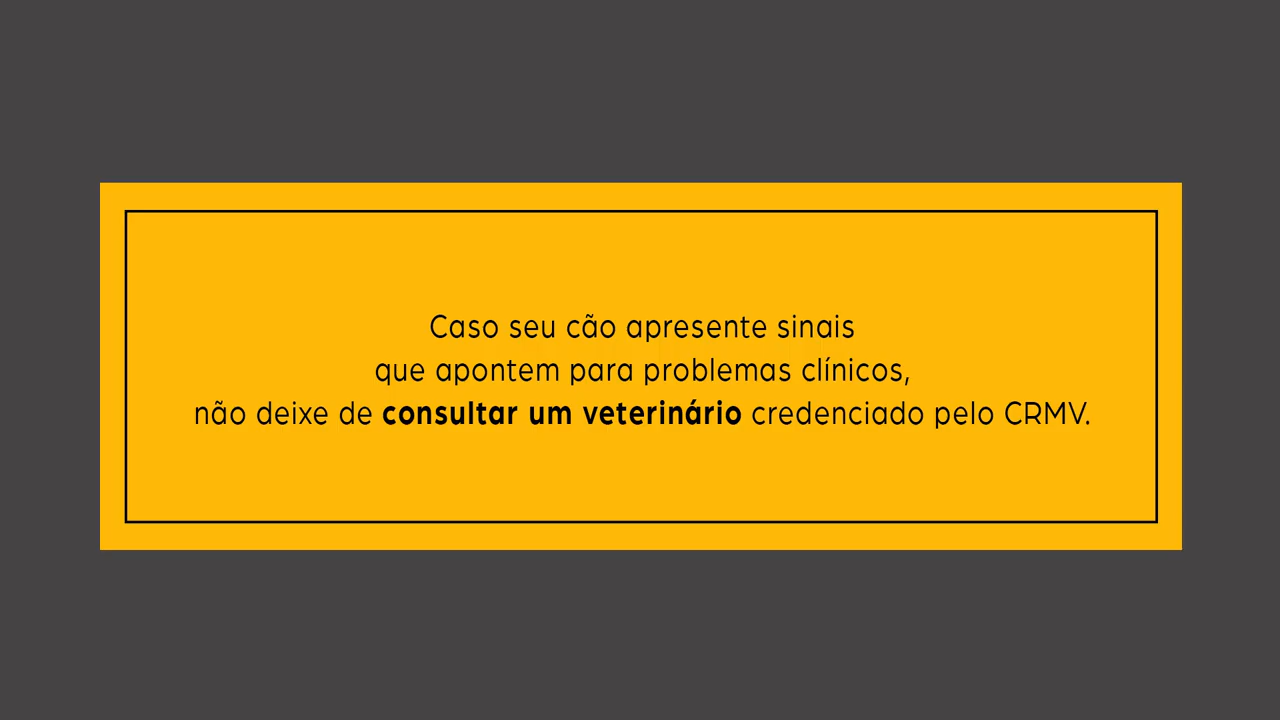 Caso seu cão apresente sinais
que apontem para problemas clínicos,
não deixe de consultar um veterinário credenciado pelo CRMV.